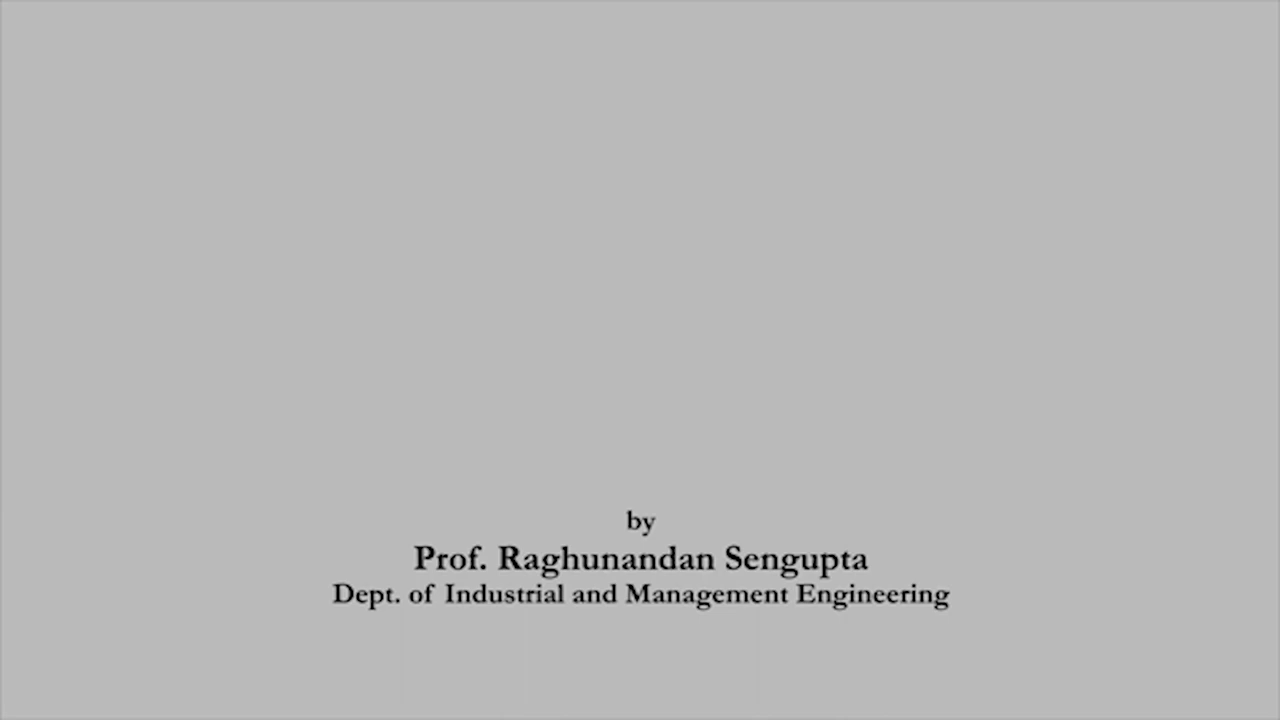 by
Prof. Raghunandan Sengupta
Dept. of Industrial and Management Engineering